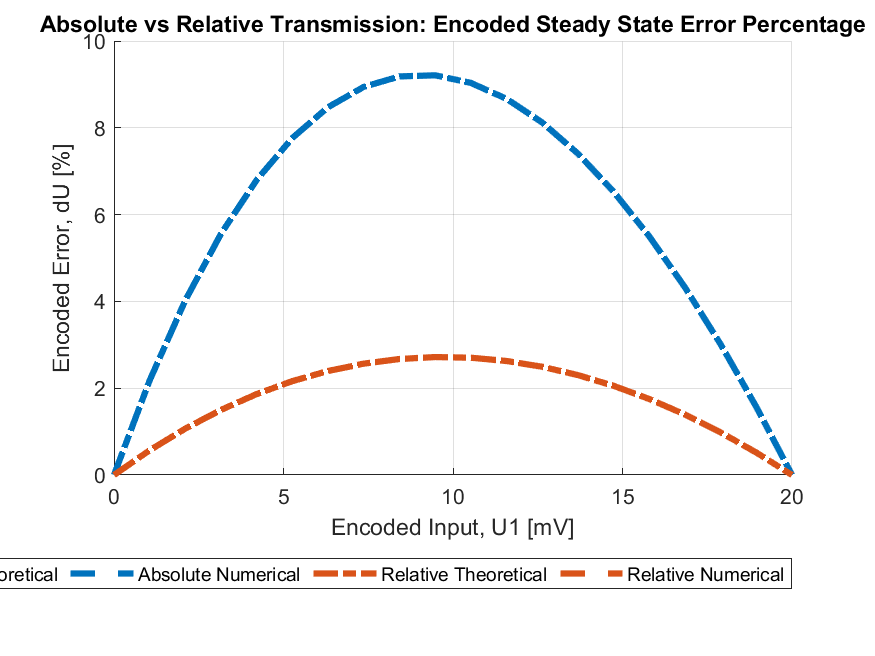 Absolute vs Relative Transmission: Encoded Steady State Error Percentage
10
8
6
4
2
0
Encoded Error, dU [%]
0 5 10 15 20
Encoded Input, U1 [mV]
oretical Absolute Numerical Relative Theoretical Relative Numerical